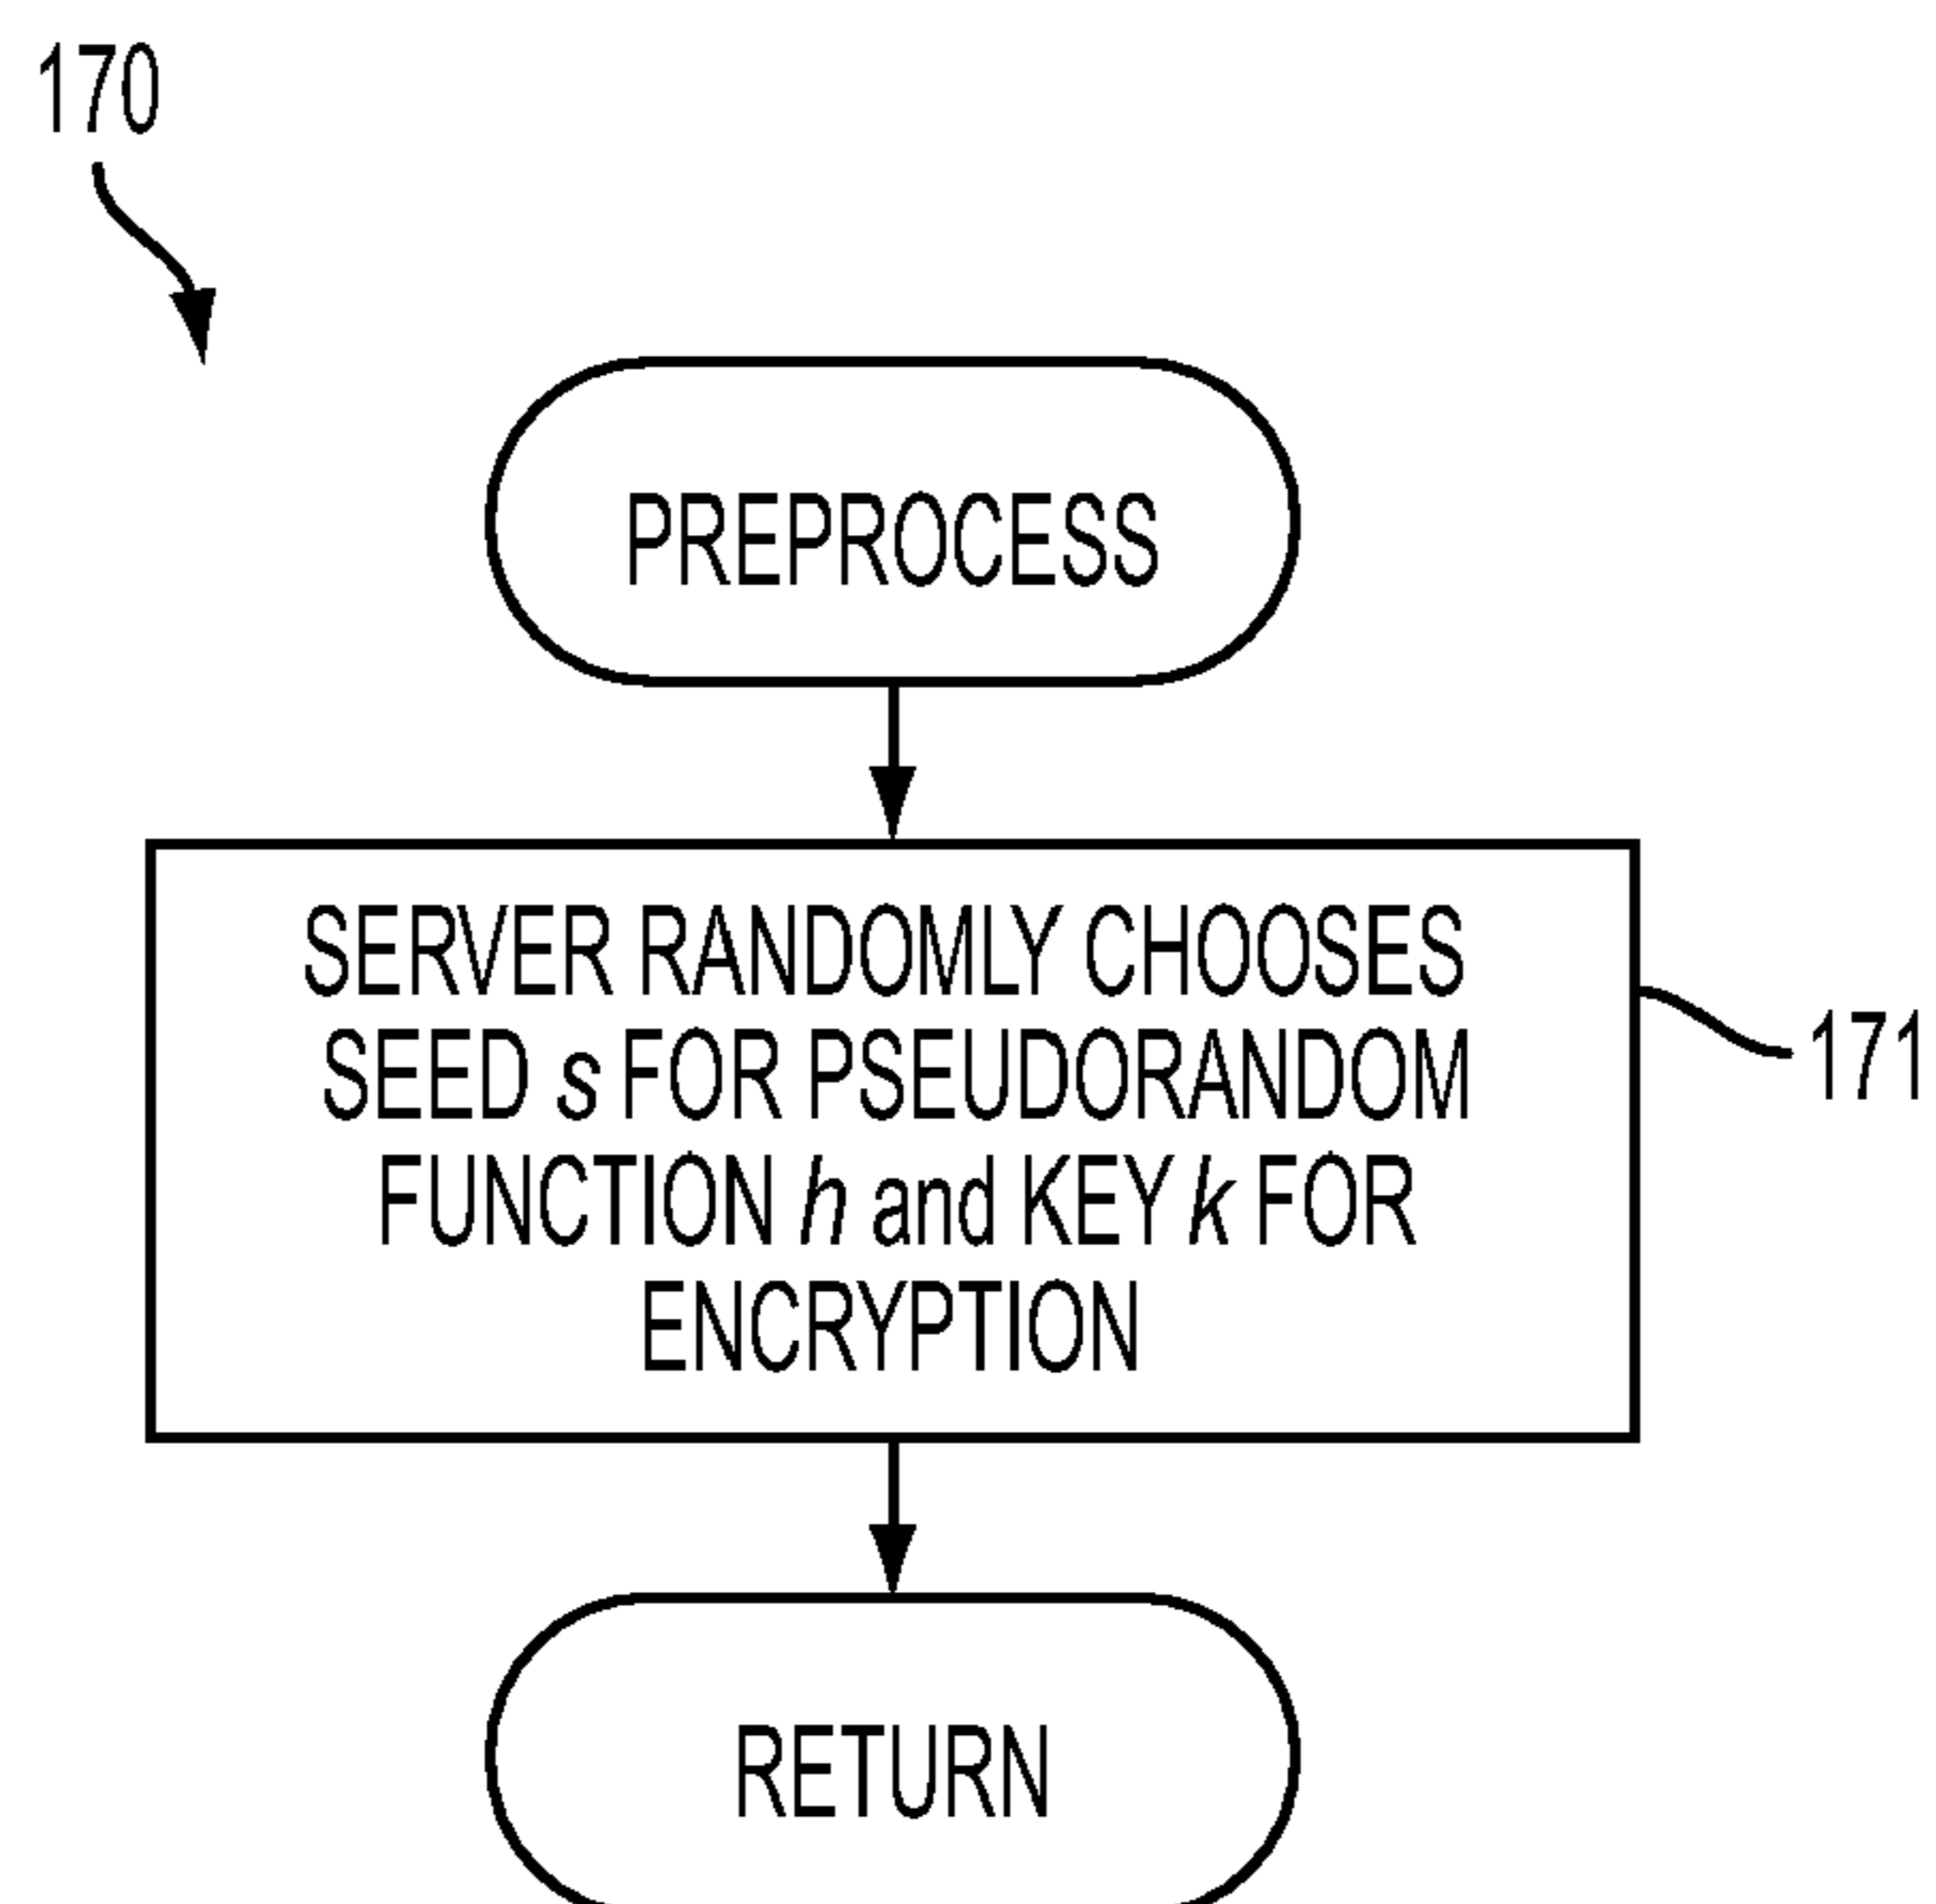 170
PREPROCESS
SERVER RANDOMLY CHOOSES
SEED s FOR PSEUDORANDOM
FUNCTION h and KEY k FOR
ENCRYPTION
171
RETURN